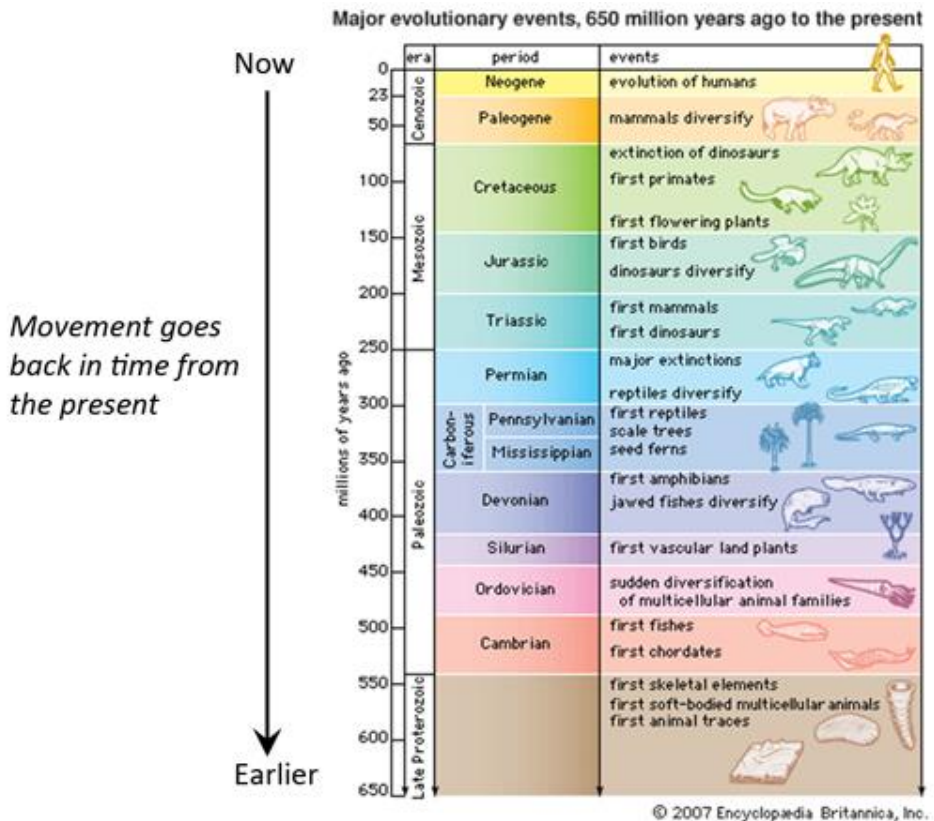 Major evolutionary events, 650 million years ago to the present
Now
Movement goes
back in time from
the present
Earlier
millions of years ago
0
23
50
100
150
200
250
300
350
400
450
500
550
600
650
era
period
events
Cenozoic
Neogene
evolution of humans
Paleogene
mammals diversify
Mesozoic
Cretaceous
extinction of dinosaurs
first primates
first flowering plants
Jurassic
first birds
dinosaurs diversify
Triassic
first mammals
first dinosaurs
Paleozoic
Permian
major extinctions
reptiles diversify
Carbon-
iferous
Pennsylvanian
Mississippian
first reptiles
scale trees
seed ferns
Devonian
first amphibians
jawed fishes diversify
Silurian
first vascular land plants
Ordovician
sudden diversification
of multicellular animal families
Cambrian
first fishes
first chordates
Late Proterozoic
first skeletal elements
first soft-bodied multicellular animals
first animal traces
© 2007 Encyclopædia Britannica, Inc.